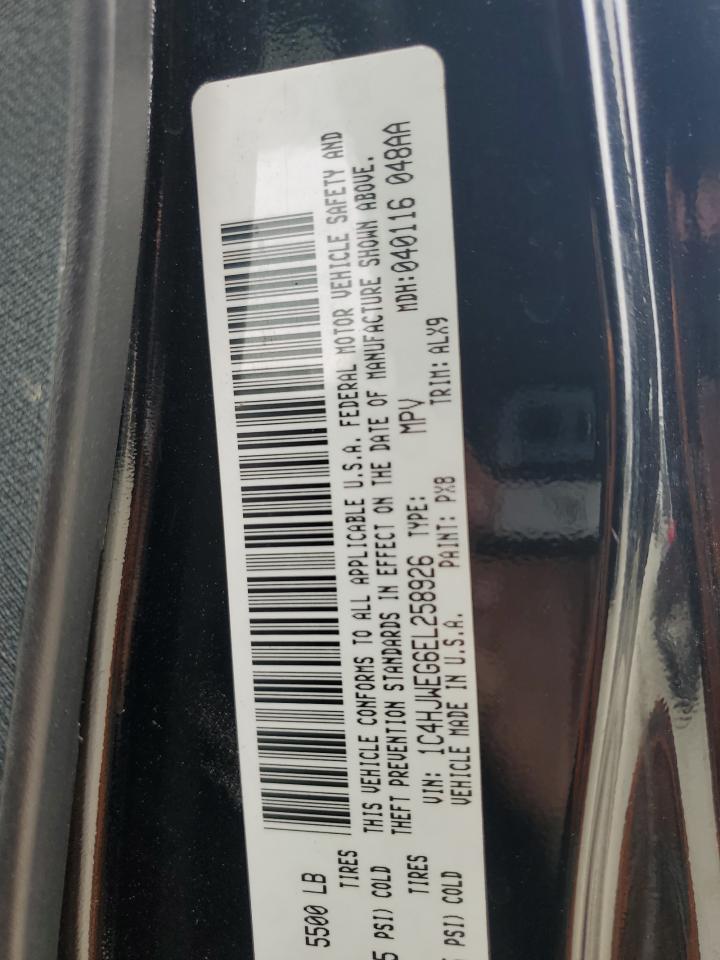 5500 LB
TIRES
5 PSI) COLD
THIS VEHICLE CONFORMS TO ALL APPLICABLE U.S.A. FEDERAL MOTOR VEHICLE SAFETY AND
THEFT PREVENTION STANDARDS IN EFFECT ON THE DATE OF MANUFACTURE SHOWN ABOVE.
TIRES
PSI) COLD
VIN: 1C4HJWEG6EL258926 TYPE: MPV MDH:040116 048AA
VEHICLE MADE IN U.S.A. PAINT: PX8 TRIM: ALX9